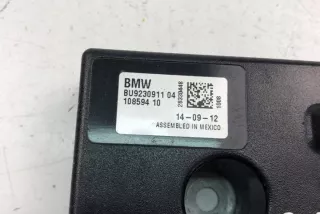 BMW
BU9230911 04
108594 10
14-09-12
ASSEMBLED IN MEXICO